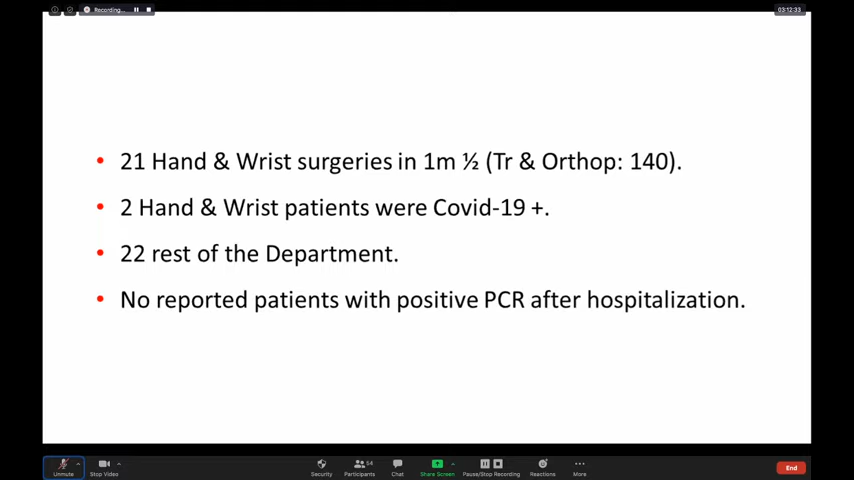 Recording...
03:12:33
• 21 Hand & Wrist surgeries in 1m ½ (Tr & Orthop: 140).
• 2 Hand & Wrist patients were Covid-19 +.
• 22 rest of the Department.
• No reported patients with positive PCR after hospitalization.
Unmute
Stop Video
Security
54
Participants
Chat
Share Screen
Pause/Stop Recording
Reactions
More
End